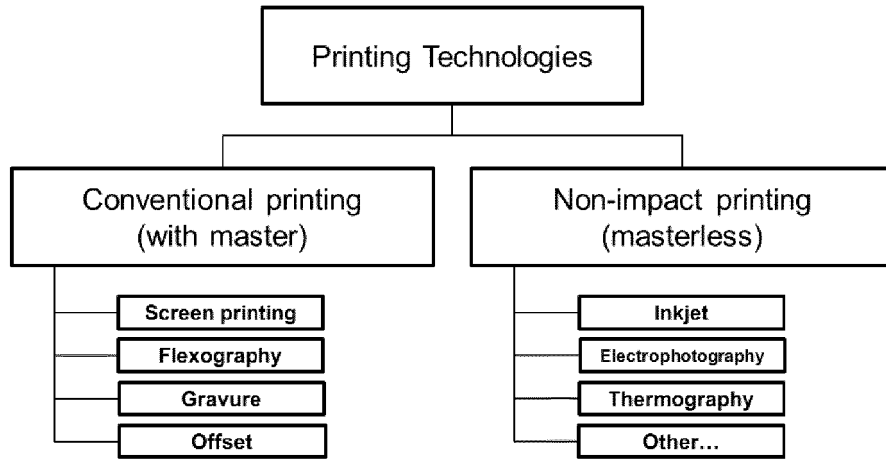 Printing Technologies
Conventional printing
(with master)
Non-impact printing
(masterless)
Screen printing
Flexography
Gravure
Offset
Inkjet
Electrophotography
Thermography
Other...